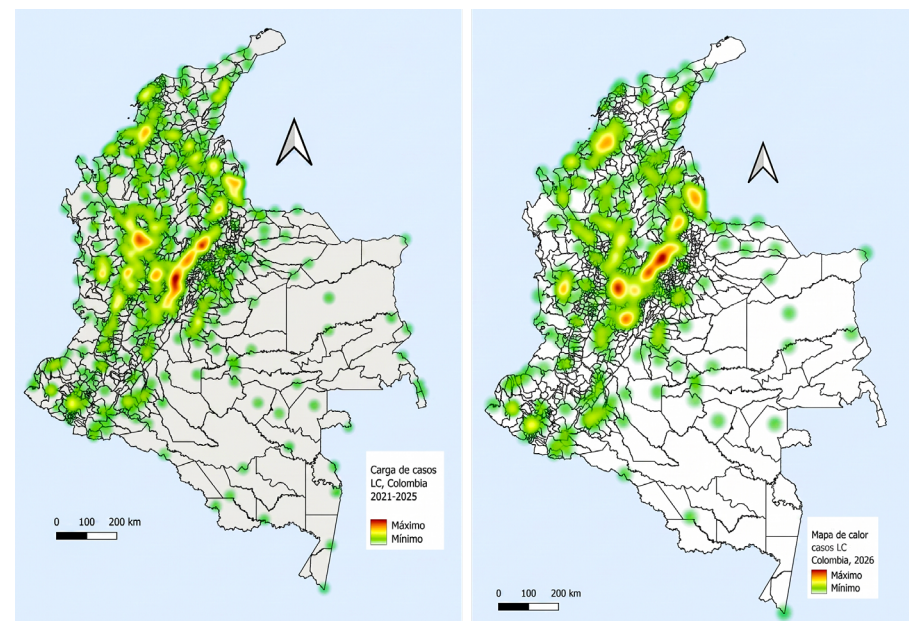 Carga de casos
LC, Colombia
2021-2025
Máximo
Mínimo
0 100 200 km
Mapa de calor
casos LC
Colombia, 2026
Máximo
Mínimo
0 100 200 km